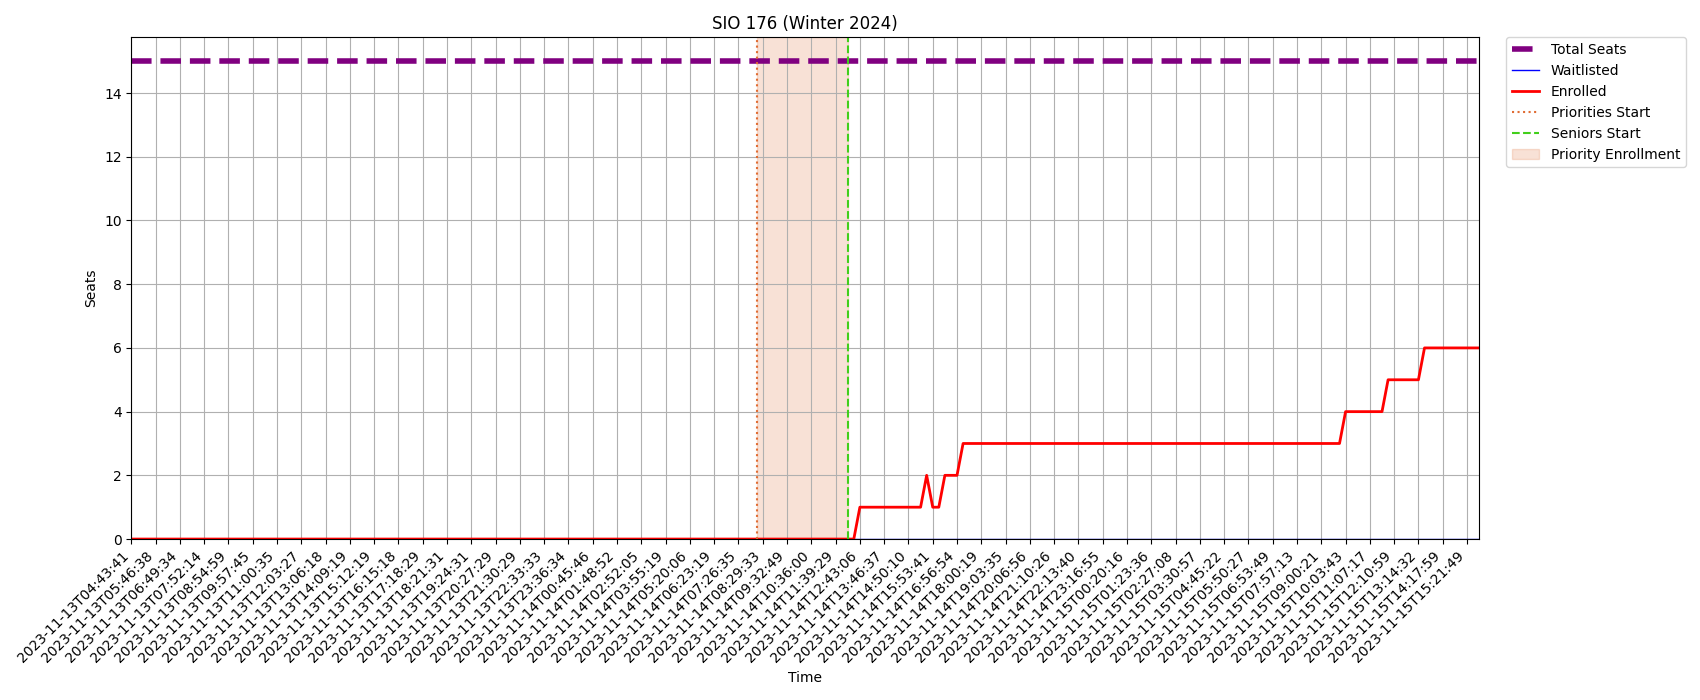 SIO 176 (Winter 2024)
Total Seats
Waitlisted
Enrolled
Priorities Start
Seniors Start
Priority Enrollment
Seats
14
12
10
8
6
4
2
0
2023-11-13T04:43:41
2023-11-13T05:46:38
2023-11-13T06:49:34
2023-11-13T07:52:14
2023-11-13T08:54:59
2023-11-13T09:57:45
2023-11-13T11:00:35
2023-11-13T12:03:27
2023-11-13T13:06:18
2023-11-13T14:09:19
2023-11-13T15:12:19
2023-11-13T16:15:18
2023-11-13T17:18:29
2023-11-13T18:21:31
2023-11-13T19:24:31
2023-11-13T20:27:29
2023-11-13T21:30:29
2023-11-13T22:33:33
2023-11-13T23:36:34
2023-11-14T00:45:46
2023-11-14T01:48:52
2023-11-14T02:52:05
2023-11-14T03:55:19
2023-11-14T05:20:06
2023-11-14T06:23:19
2023-11-14T07:26:35
2023-11-14T08:29:33
2023-11-14T09:32:49
2023-11-14T10:36:00
2023-11-14T11:39:29
2023-11-14T12:43:06
2023-11-14T13:46:37
2023-11-14T14:50:10
2023-11-14T15:53:41
2023-11-14T16:56:54
2023-11-14T18:00:19
2023-11-14T19:03:35
2023-11-14T20:06:56
2023-11-14T21:10:26
2023-11-14T22:13:40
2023-11-14T23:16:55
2023-11-15T00:20:16
2023-11-15T01:23:36
2023-11-15T02:27:08
2023-11-15T03:30:57
2023-11-15T04:45:22
2023-11-15T05:50:27
2023-11-15T06:53:49
2023-11-15T07:57:13
2023-11-15T09:00:21
2023-11-15T10:03:43
2023-11-15T11:07:17
2023-11-15T12:10:59
2023-11-15T13:14:32
2023-11-15T14:17:59
2023-11-15T15:21:49
Time